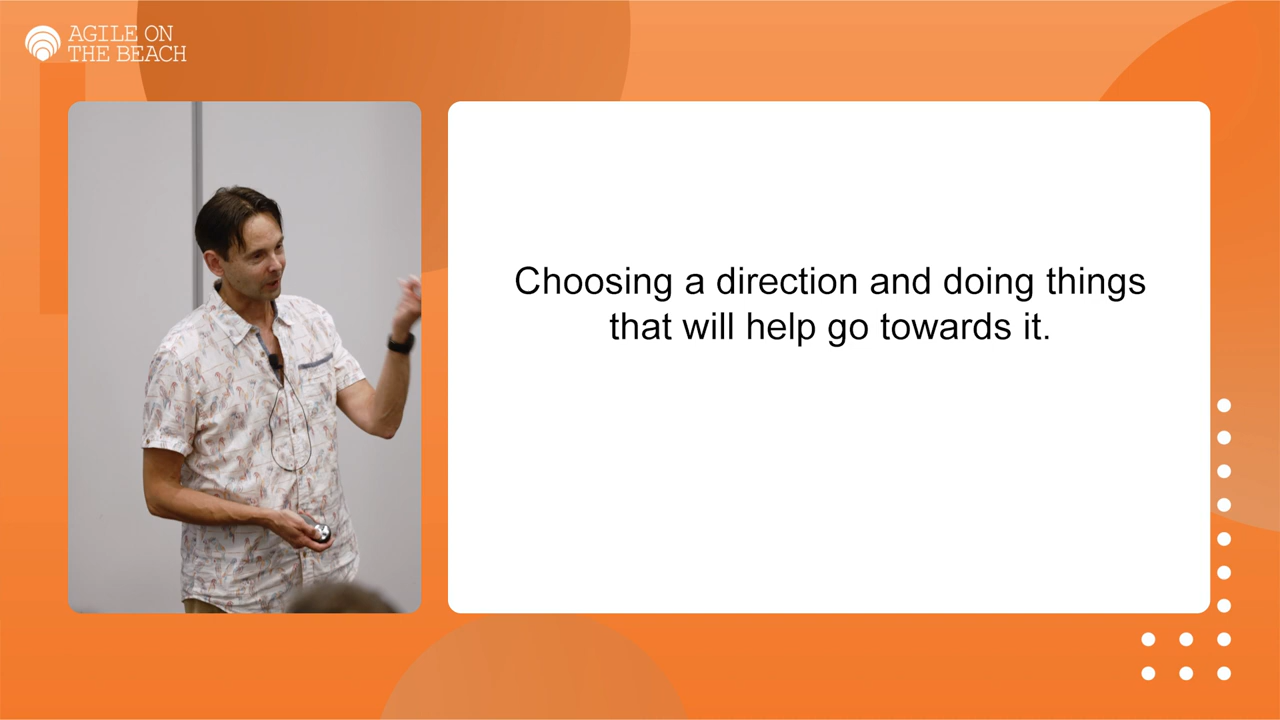 AGILE ON
THE BEACH
Choosing a direction and doing things
that will help go towards it.